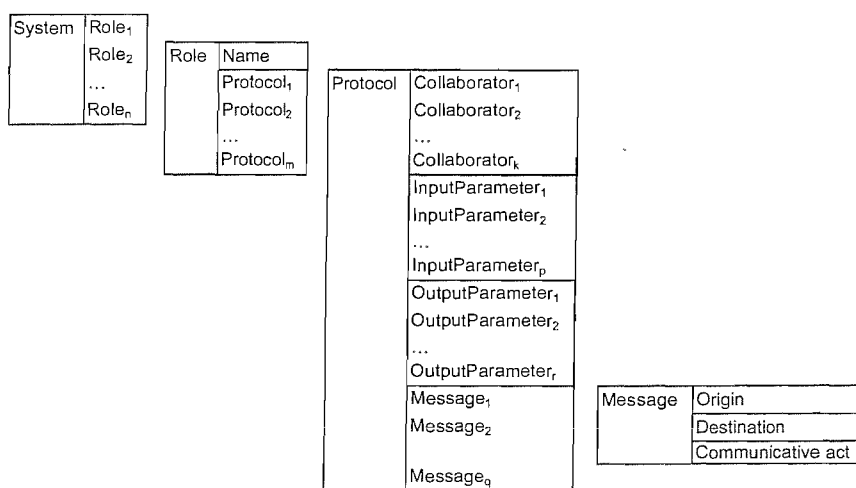 System Role₁
Role₂
...
Roleₙ
Role Name
Protocol₁
Protocol₂
...
Protocolₘ
Protocol Collaborator₁
Collaborator₂
...
Collaboratorₖ
InputParameter₁
InputParameter₂
...
InputParameterₚ
OutputParameter₁
OutputParameter₂
...
OutputParameterᵣ
Message₁
Message₂
Message_q
Message Origin
Destination
Communicative act